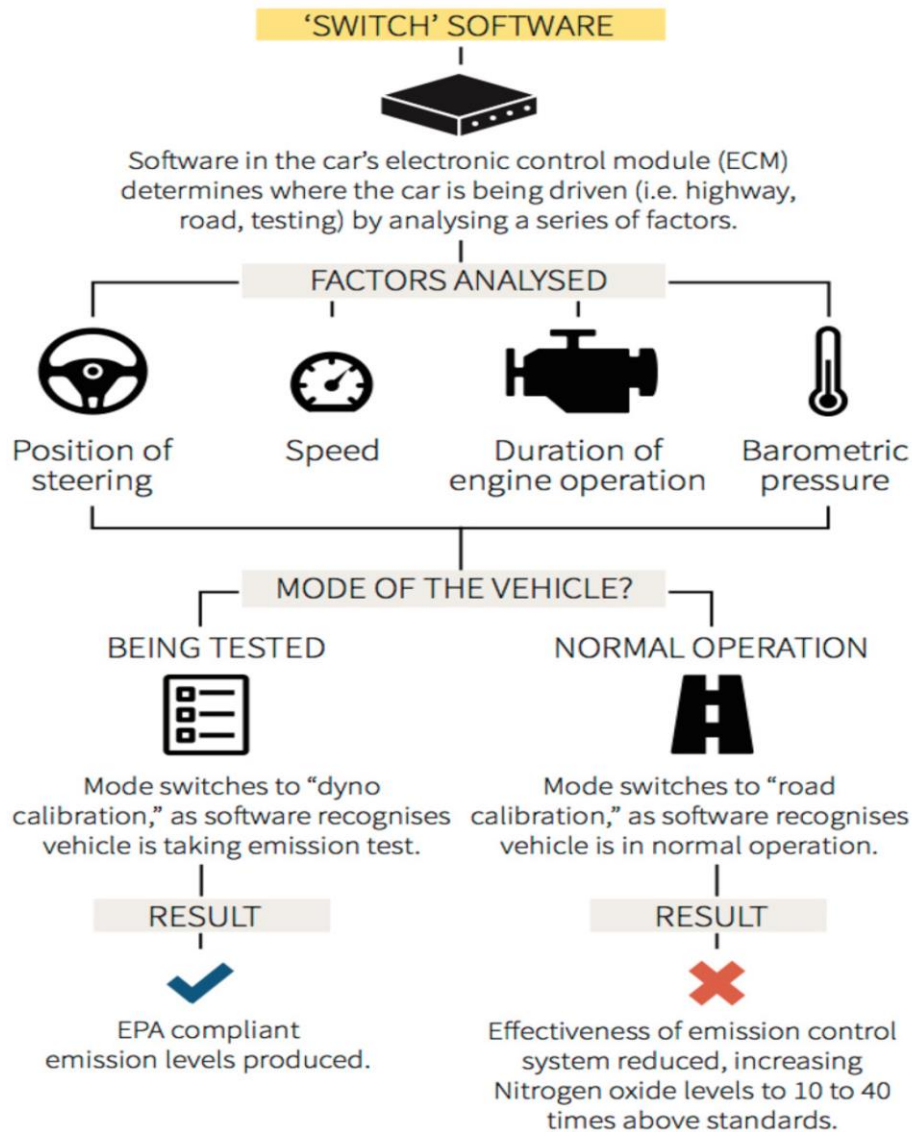 ‘SWITCH’ SOFTWARE
Software in the car’s electronic control module (ECM)
determines where the car is being driven (i.e. highway,
road, testing) by analysing a series of factors.
FACTORS ANALYSED
Position of
steering
Speed
Duration of
engine operation
Barometric
pressure
MODE OF THE VEHICLE?
BEING TESTED
Mode switches to “dyno
calibration,” as software recognises
vehicle is taking emission test.
RESULT
EPA compliant
emission levels produced.
NORMAL OPERATION
Mode switches to “road
calibration,” as software recognises
vehicle is in normal operation.
RESULT
Effectiveness of emission control
system reduced, increasing
Nitrogen oxide levels to 10 to 40
times above standards.